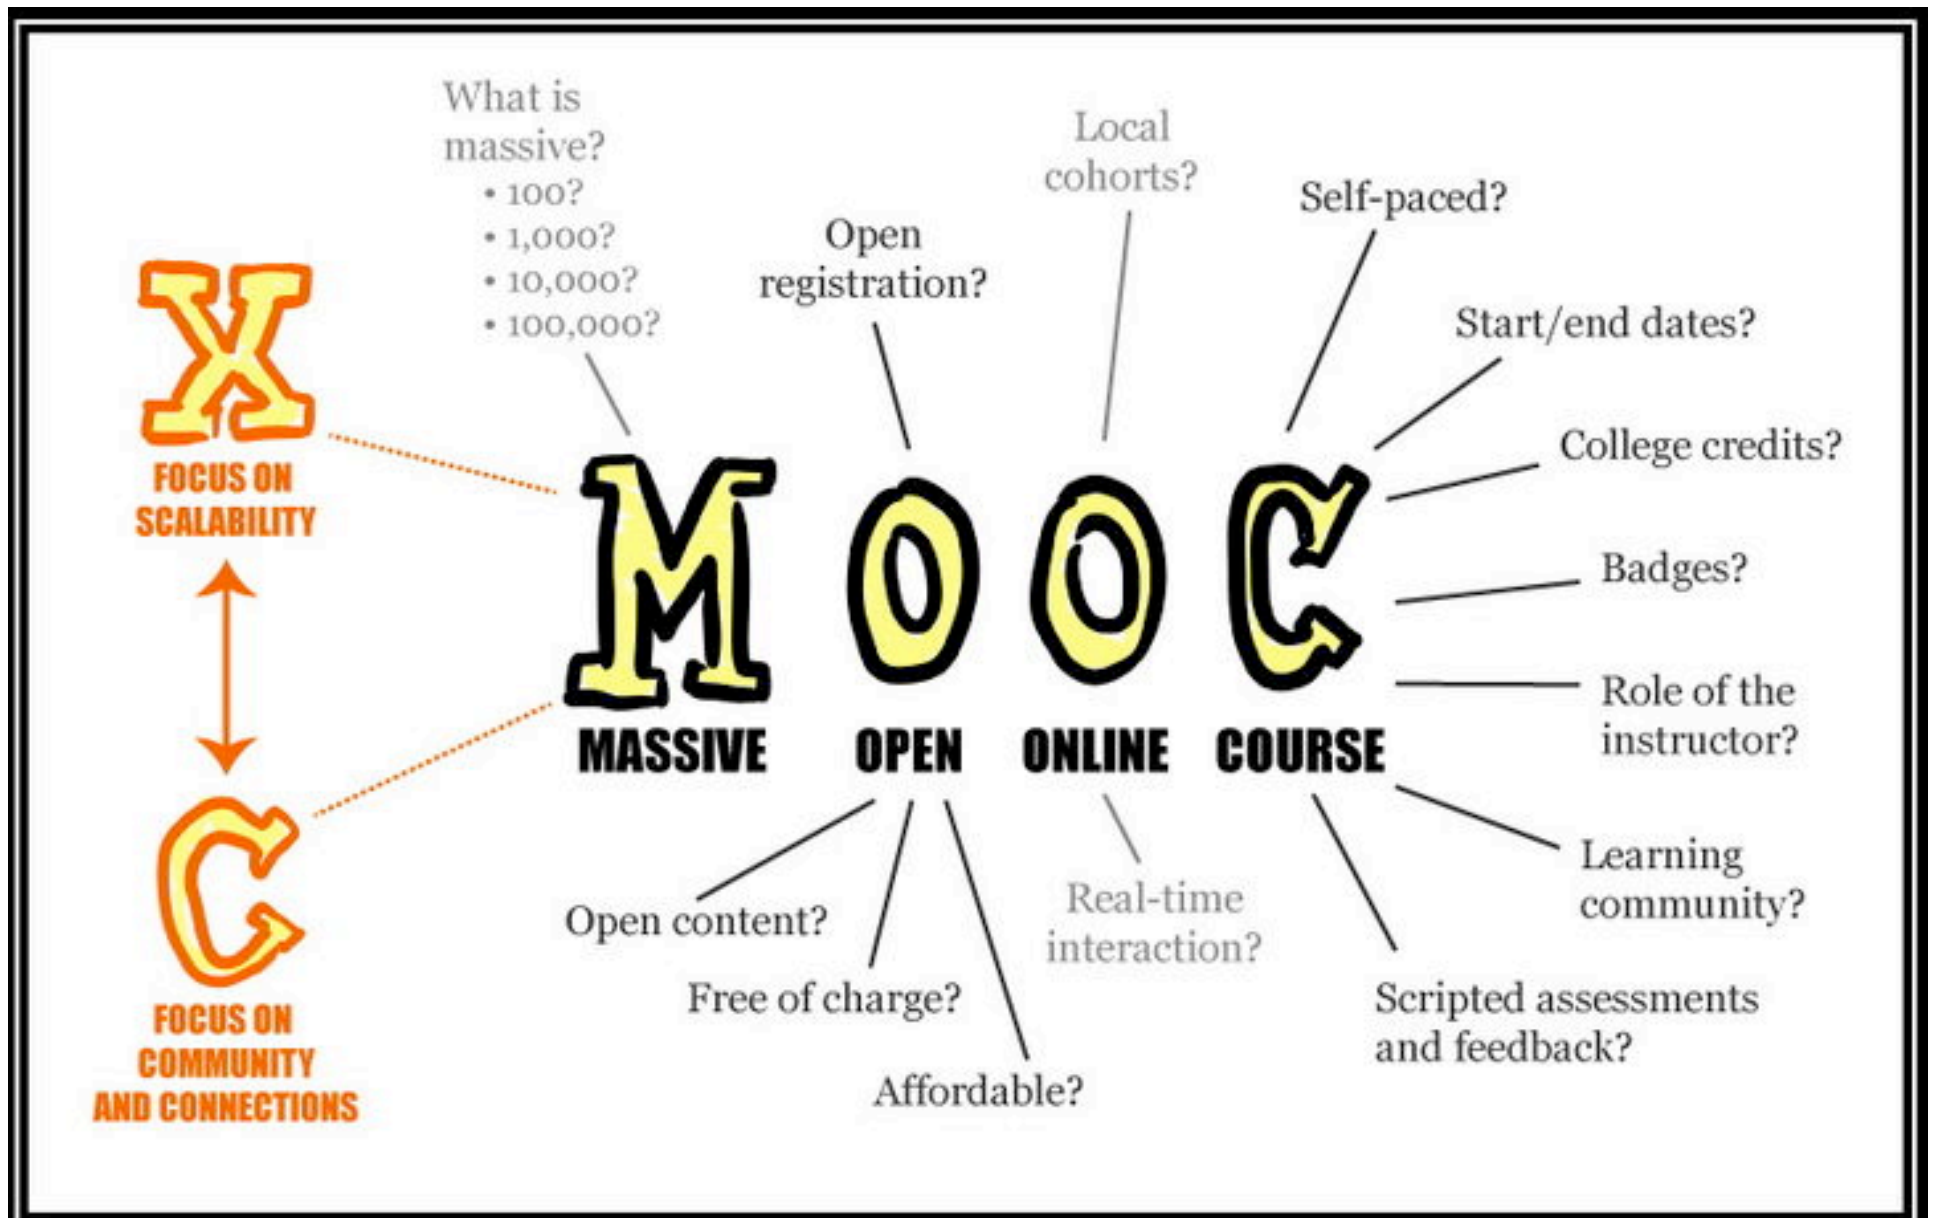 What is
massive?
• 100?
• 1,000?
• 10,000?
• 100,000?
Open
registration?
Local
cohorts?
Self-paced?
Start/end dates?
College credits?
Badges?
Role of the
instructor?
Learning
community?
Scripted assessments
and feedback?
X
FOCUS ON
SCALABILITY
C
FOCUS ON
COMMUNITY
AND CONNECTIONS
MOOC
MASSIVE OPEN ONLINE COURSE
Open content?
Free of charge?
Affordable?
Real-time
interaction?